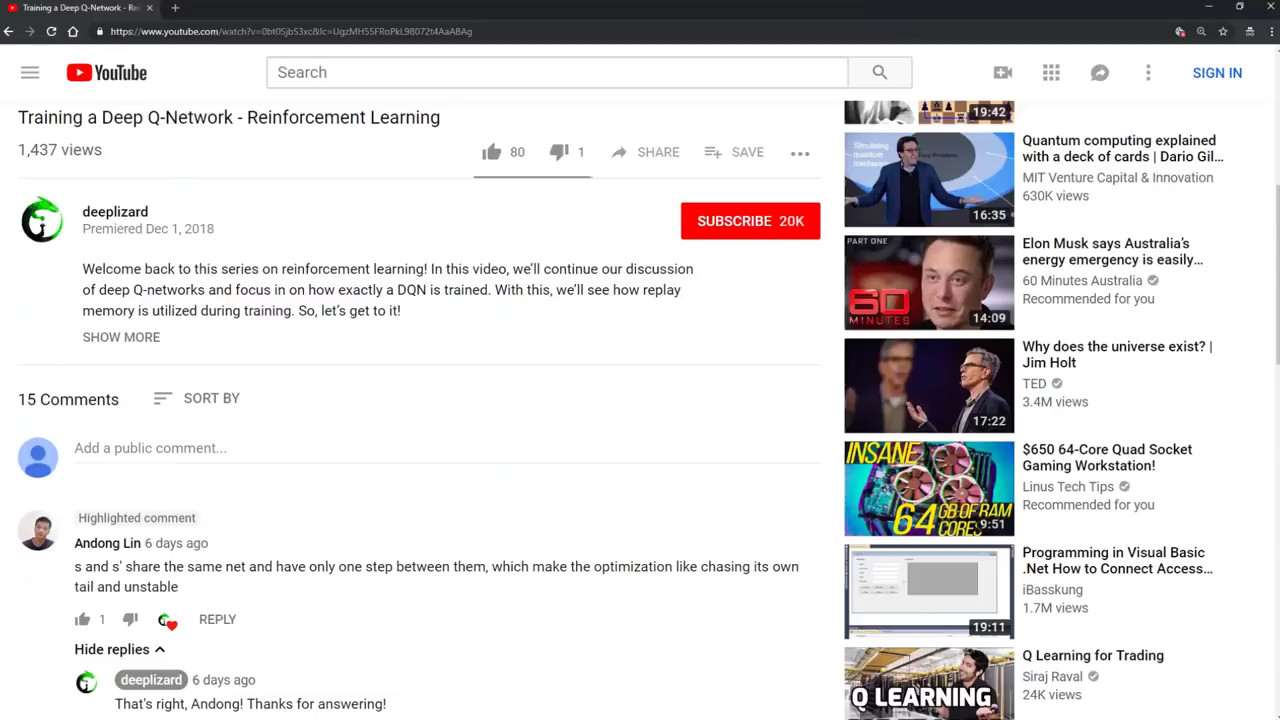 Training a Deep Q-Network - Re
https://www.youtube.com/watch?v=0bt0SjbS3xc&lc=UgzMH55FRoPkL98072t4AaABAg
YouTube
Search
SIGN IN
Training a Deep Q-Network - Reinforcement Learning
1,437 views
80
1
SHARE
SAVE
deeplizard
Premiered Dec 1, 2018
SUBSCRIBE 20K
Welcome back to this series on reinforcement learning! In this video, we'll continue our discussion
of deep Q-networks and focus in on how exactly a DQN is trained. With this, we'll see how replay
memory is utilized during training. So, let's get to it!
SHOW MORE
15 Comments
SORT BY
Add a public comment...
Highlighted comment
Andong Lin 6 days ago
s and s' share the same net and have only one step between them, which make the optimization like chasing its own
tail and unstable
1
REPLY
Hide replies
deeplizard 6 days ago
That's right, Andong! Thanks for answering!
19:42
16:35
Quantum computing explained
with a deck of cards | Dario Gil...
MIT Venture Capital & Innovation
630K views
PART ONE
60
MINUTES
14:09
Elon Musk says Australia's
energy emergency is easily...
60 Minutes Australia
Recommended for you
17:22
Why does the universe exist? |
Jim Holt
TED
3.4M views
INSANE
64 GB OF RAM
CORES
9:51
$650 64-Core Quad Socket
Gaming Workstation!
Linus Tech Tips
Recommended for you
19:11
Programming in Visual Basic
.Net How to Connect Access...
iBasskung
1.7M views
Q LEARNING
Q Learning for Trading
Siraj Raval
24K views